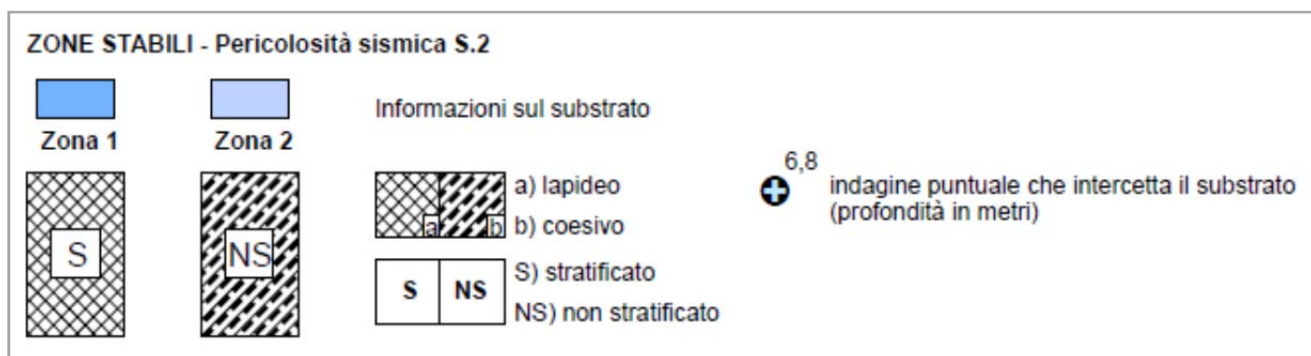 ZONE STABILI - Pericolosità sismica S.2
Zona 1
Zona 2
Informazioni sul substrato
S
NS
a
b
a) lapideo
b) coesivo
S
NS
S) stratificato
NS) non stratificato
6,8
indagine puntuale che intercetta il substrato
(profondità in metri)